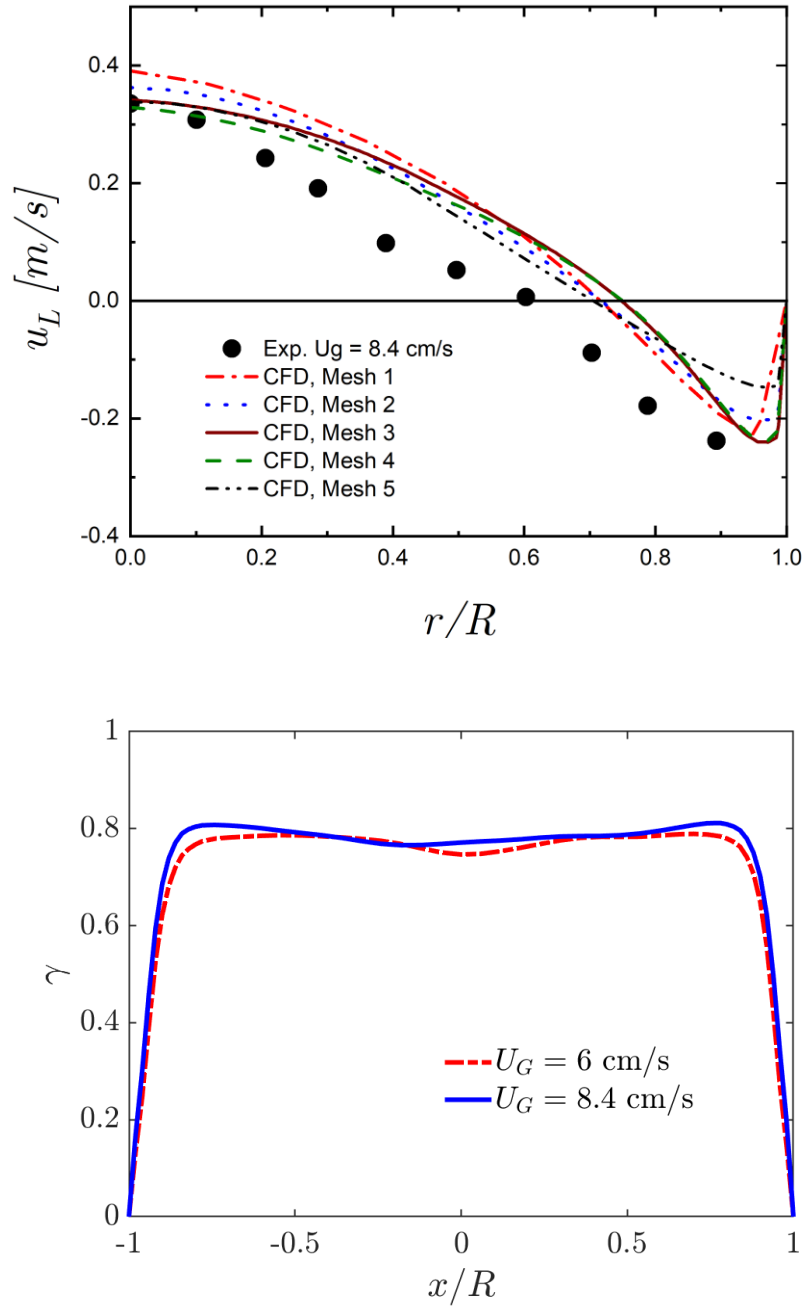 0.4
0.2
0.0
-0.2
-0.4
u_L [m/s]
Exp. Ug = 8.4 cm/s
CFD, Mesh 1
CFD, Mesh 2
CFD, Mesh 3
CFD, Mesh 4
CFD, Mesh 5
0.0 0.2 0.4 0.6 0.8 1.0
r/R
1
0.8
0.6
0.4
0.2
0
γ
U_G = 6 cm/s
U_G = 8.4 cm/s
-1 -0.5 0 0.5 1
x/R